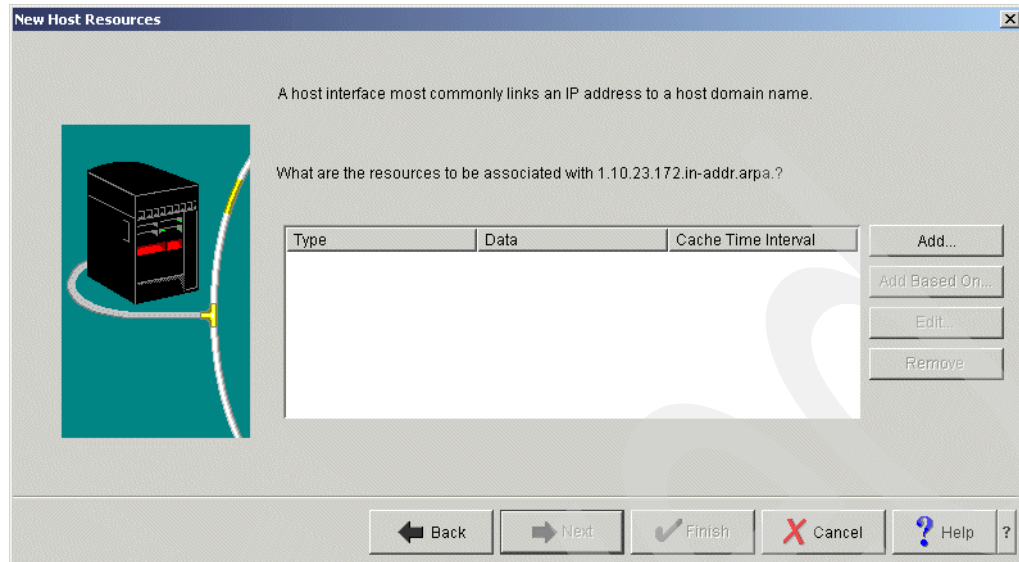 New Host Resources
A host interface most commonly links an IP address to a host domain name.
What are the resources to be associated with 1.10.23.172.in-addr.arpa.?
Type Data Cache Time Interval
Add...
Add Based On...
Edit...
Remove
Back Next Finish Cancel Help ?